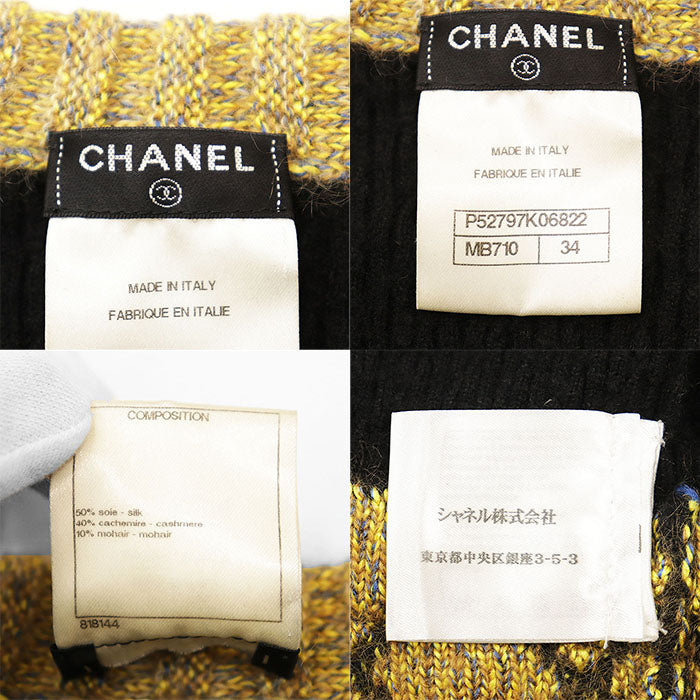 CHANEL
MADE IN ITALY
FABRIQUE EN ITALIE
CHANEL
MADE IN ITALY
FABRIQUE EN ITALIE
P52797K06822
MB710 34
COMPOSITION
50% soie - silk
40% cachemire - cashmere
10% mohair - mohair
818144
シャネル株式会社
東京都中央区銀座3-5-3